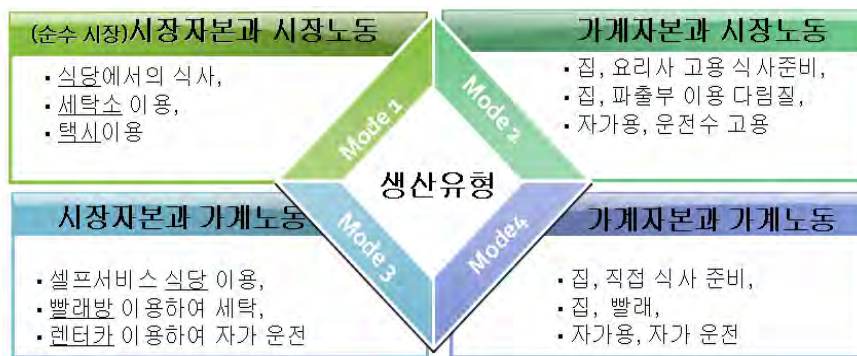 (순수 시장)시장자본과 시장노동
• 식당에서의 식사,
• 세탁소 이용,
• 택시이용
Mode 1
가계자본과 시장노동
• 집, 요리사 고용 식사준비,
• 집, 파출부 이용 다림질,
• 자가용, 운전수 고용
Mode 2
생산유형
시장자본과 가계노동
• 셀프서비스 식당 이용,
• 빨래방 이용하여 세탁,
• 렌터카 이용하여 자가 운전
Mode 3
가계자본과 가계노동
• 집, 직접 식사 준비,
• 집, 빨래,
• 자가용, 자가 운전
Mode4